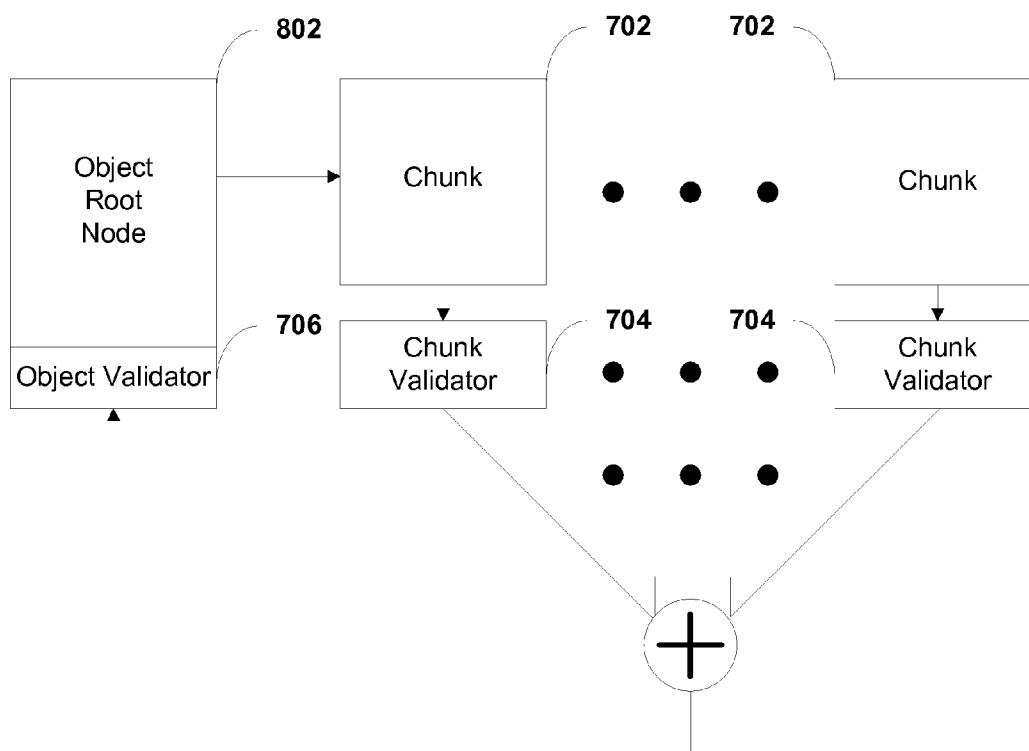 802
702
702
Object
Root
Node
Chunk
Chunk
706
704
704
Object Validator
Chunk
Validator
Chunk
Validator